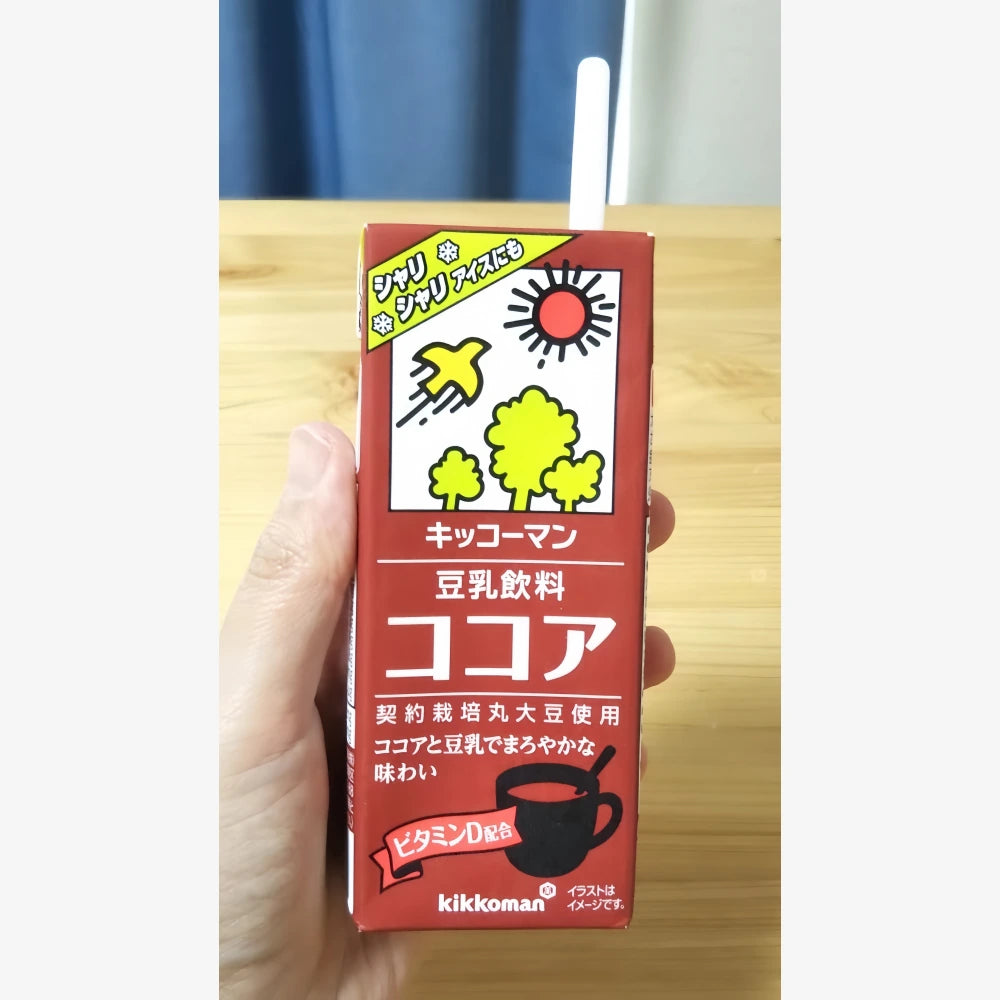 シャリ
シャリ アイスにも
キッコーマン
豆乳飲料
ココア
契約栽培丸大豆使用
ココアと豆乳でまろやかな
味わい
ビタミンD配合
kikkoman
イラストは
イメージです。